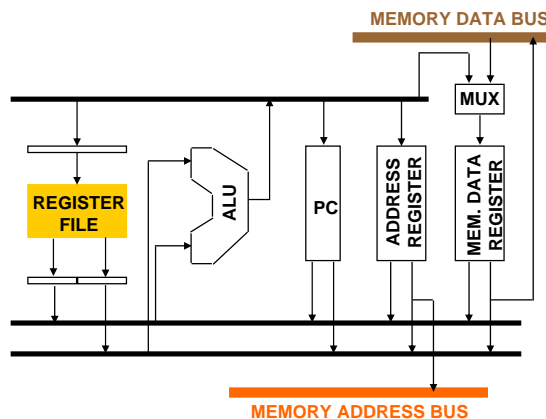 MEMORY DATA BUS
MUX
REGISTER
FILE
ALU
PC
ADDRESS
REGISTER
MEM. DATA
REGISTER
MEMORY ADDRESS BUS